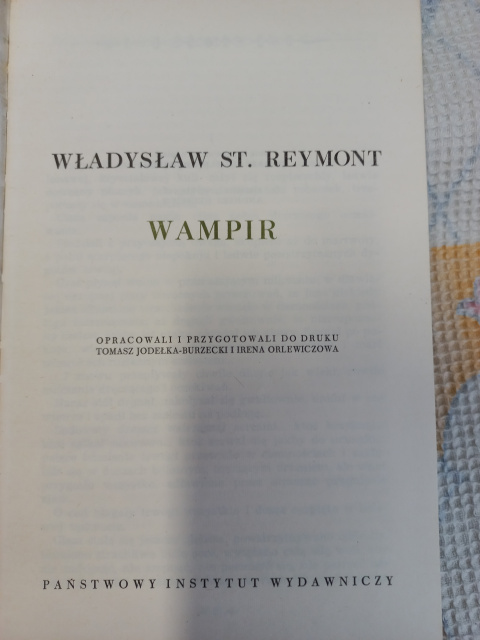 WŁADYSŁAW ST. REYMONT
WAMPIR
OPRACOWALI I PRZYGOTOWALI DO DRUKU
TOMASZ JODEŁKA-BURZECKI I IRENA ORLEWICZOWA
PAŃSTWOWY INSTYTUT WYDAWNICZY